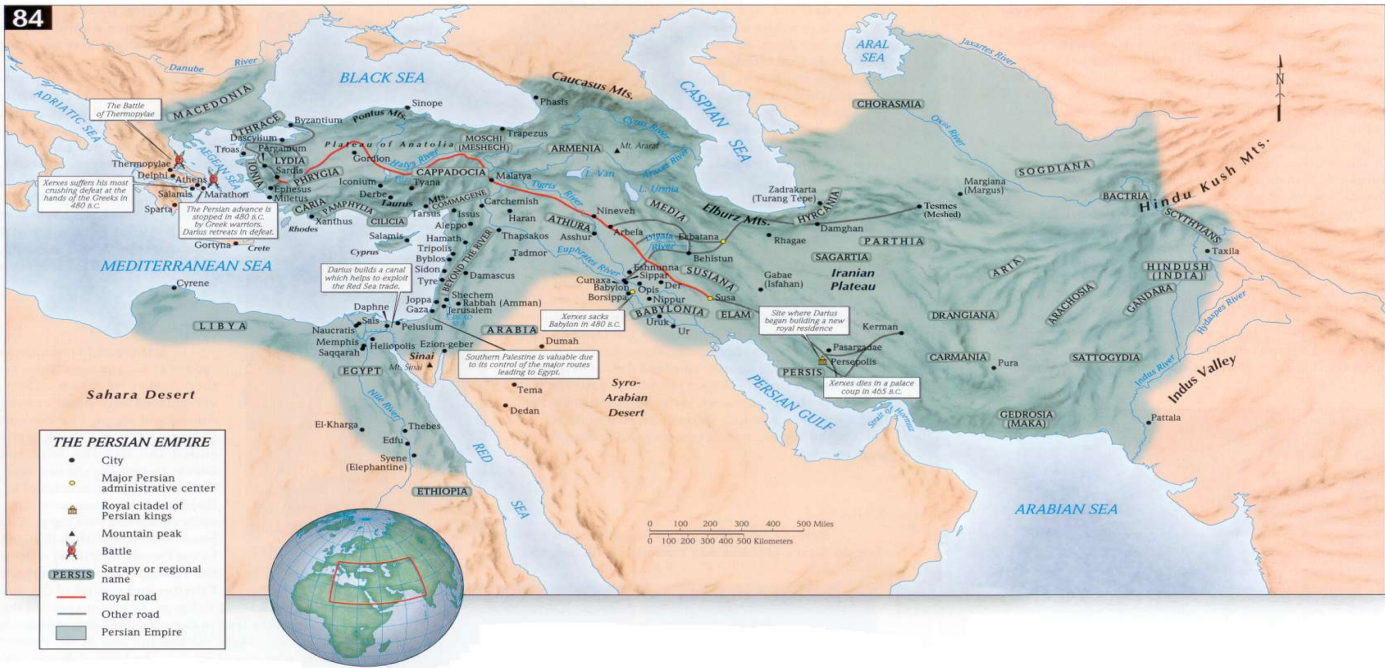 84
Danube River
ADRIATIC SEA
The Battle
of Thermopylae
MACEDONIA
THRACE
Byzantium
BLACK SEA
Sinope
Pontus Mts.
Caucasus Mts.
Phasts
Trapezus
MOSCHI
(MESHECH)
ARMENIA
Mt. Ararat
Cyrus River
Araxes River
CASPIAN
SEA
ARAL
SEA
Jaxartes River
CHORASMIA
Oxus River
SOGDIANA
Margiana
(Margus)
BACTRIA
Hindu Kush Mts.
N
Dascylium
Pergamum
Troas
AEGEAN SEA
LYDIA
Sardis
IONIA
Ephesus
Miletus
PHRYGIA
Plateau of Anatolia
Gordion
Halys River
CAPPADOCIA
Malatya
Iconium
Tyana
Derbe
Taurus Mts.
COMMAGENE
CARIA
PAMPHYLIA
Xanthus
Rhodes
CILICIA
Tarsus
Issus
Carchemish
Aleppo
Haran
Thermopylae
Delphi
Athens
Salamis
Marathon
Sparta
Xerxes suffers his most
crushing defeat at the
hands of the Greeks in
480 B.C.
The Persian advance is
stopped in 480 B.C.
by Greek warriors.
Darius retreats in defeat.
Gortyna
Crete
MEDITERRANEAN SEA
Cyrene
LIBYA
Salamis
Cyprus
Hamath
Tripolis
Byblos
Sidon
Tyre
BEYOND THE RIVER
Thapsakos
Tadmor
Damascus
L. Van
L. Urmia
Tigris River
Nineveh
ATHURA
Arbela
Asshur
Euphrates River
MEDIA
Ekbatana
Behistun
Elburz Mts.
Zadrakarta
(Turang Tepe)
HYRCANIA
Damghan
Tesmes
(Meshed)
Rhagae
PARTHIA
SAGARTIA
Iranian
Plateau
Gabae
(Isfahan)
ARIA
ARACHOSIA
DRANGIANA
GANDARA
SCYTHYIANS
Taxila
HINDUSH
(INDIA)
Hydaspes River
SATTOGYDIA
Indus River
Indus Valley
Pattala
Eshnunna
Sippar
Der
Cunaxa
Babylon
Opis
Borsippa
Nippur
SUSIANA
Susa
BABYLONIA
ELAM
Uruk
Ur
Xerxes sacks
Babylon in 480 B.C.
Site where Darius
began building a new
royal residence
Kerman
Pasargadae
Persepolis
PERSIS
Xerxes dies in a palace
coup in 465 B.C.
CARMANIA
Pura
GEDROSIA
(MAKA)
PERSIAN GULF
Strait of Hormuz
ARABIAN SEA
Darius builds a canal
which helps to exploit
the Red Sea trade.
Daphne
Sais
Naucratis
Pelusium
Memphis
Heliopolis
Saqqarah
Joppa
Gaza
Shechem
Rabbah (Amman)
Jerusalem
ARABIA
Dumah
Ezion-geber
Sinai
Mt. Sinai
Southern Palestine is valuable due
to its control of the major routes
leading to Egypt.
Tema
Dedan
Syro-
Arabian
Desert
EGYPT
Nile River
Sahara Desert
El-Kharga
Thebes
Edfu
Syene
(Elephantine)
ETHIOPIA
RED
SEA
0 100 200 300 400 500 Miles
0 100 200 300 400 500 Kilometers
THE PERSIAN EMPIRE
City
Major Persian
administrative center
Royal citadel of
Persian kings
Mountain peak
Battle
PERSIS
Satrapy or regional
name
Royal road
Other road
Persian Empire